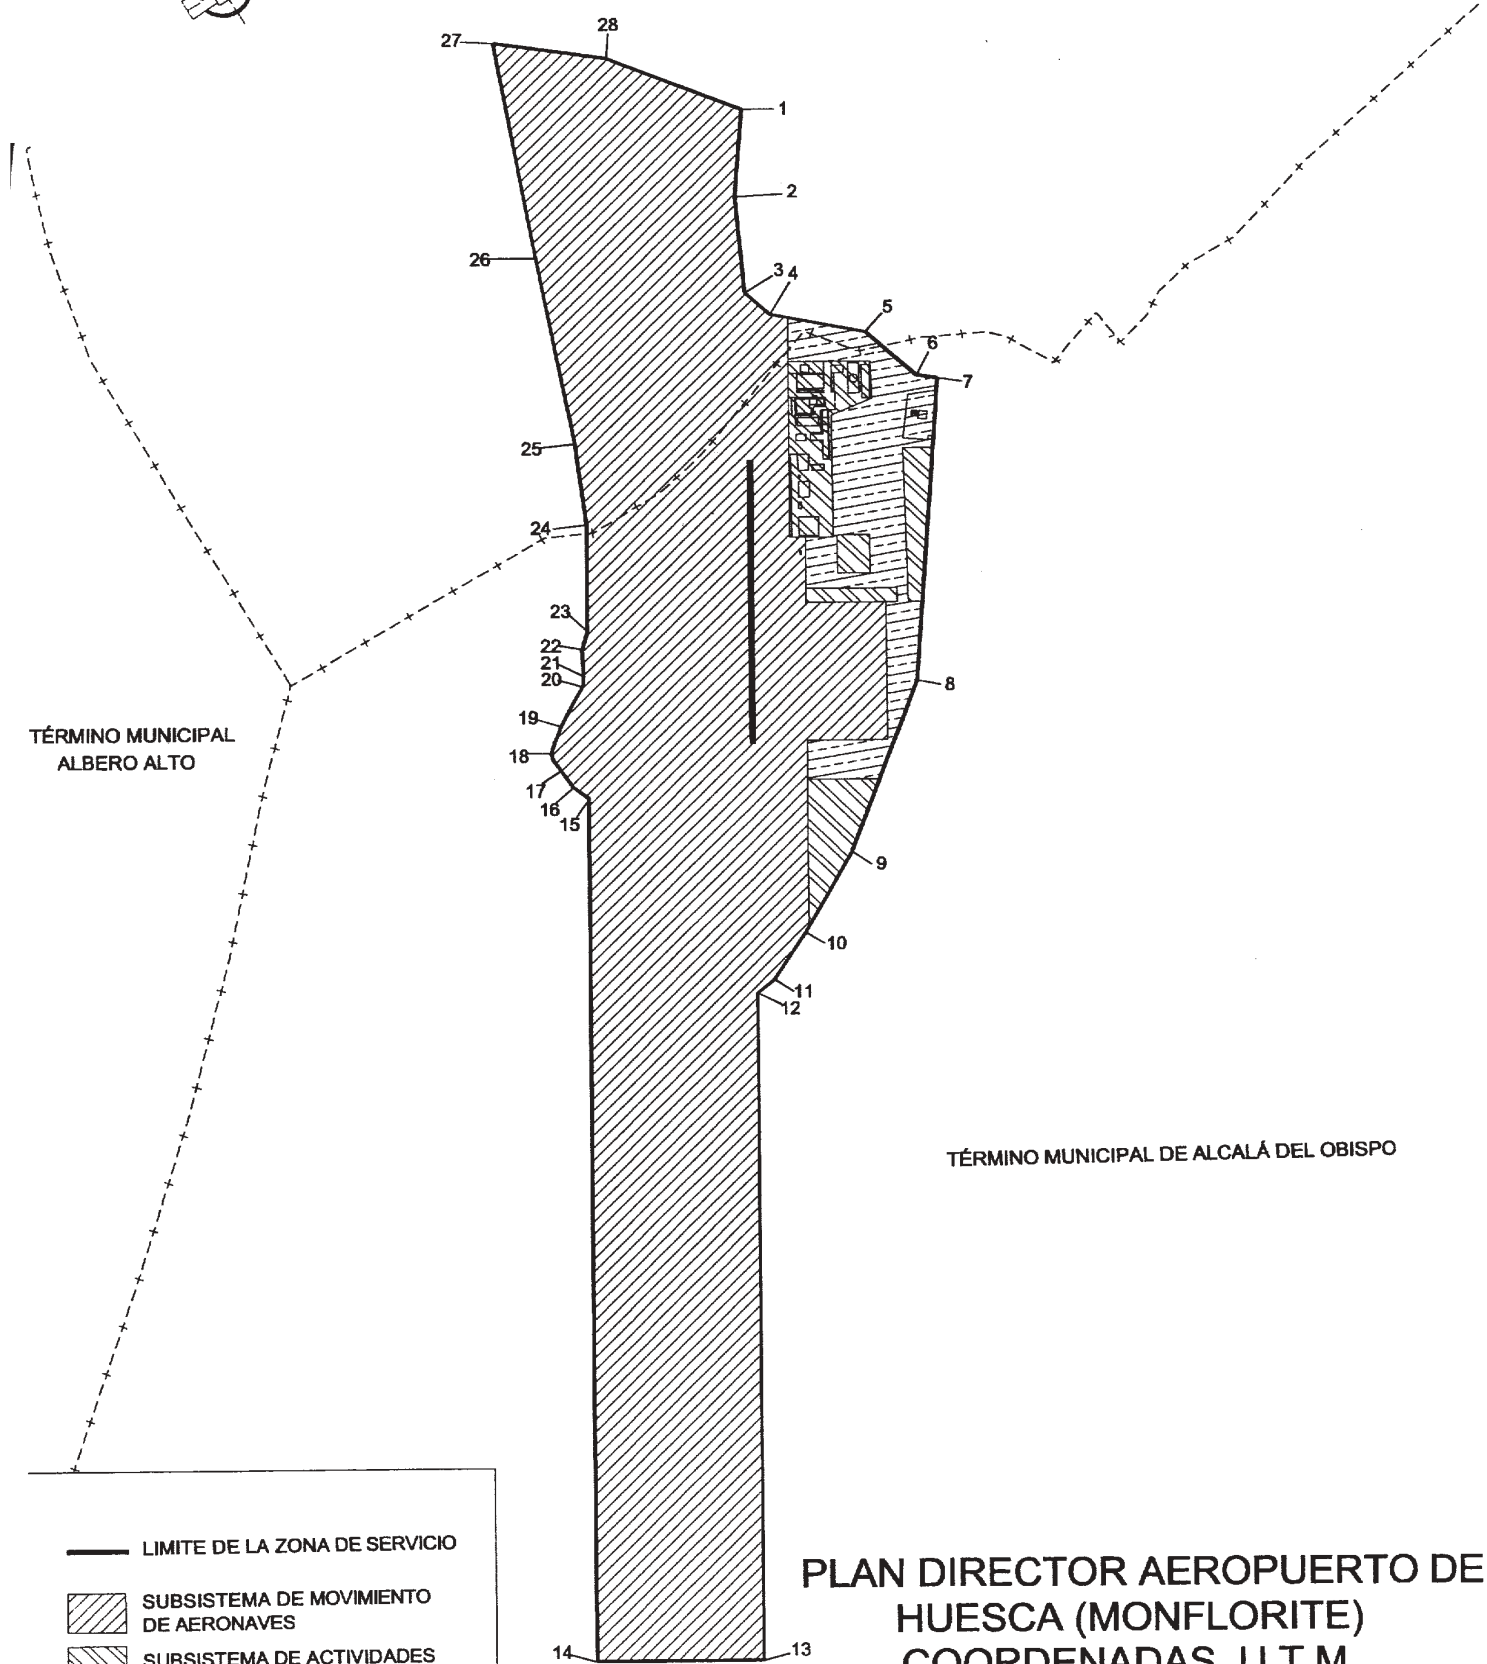 27
28
1
2
26
3
4
5
6
7
25
24
23
22
21
20
8
19
TÉRMINO MUNICIPAL
ALBERO ALTO
18
17
16
15
9
10
11
12
TÉRMINO MUNICIPAL DE ALCALÁ DEL OBISPO
LIMITE DE LA ZONA DE SERVICIO
SUBSISTEMA DE MOVIMIENTO
DE AERONAVES
SUBSISTEMA DE ACTIVIDADES
14
13
PLAN DIRECTOR AEROPUERTO DE
HUESCA (MONFLORITE)
COORDENADAS U.T.M.